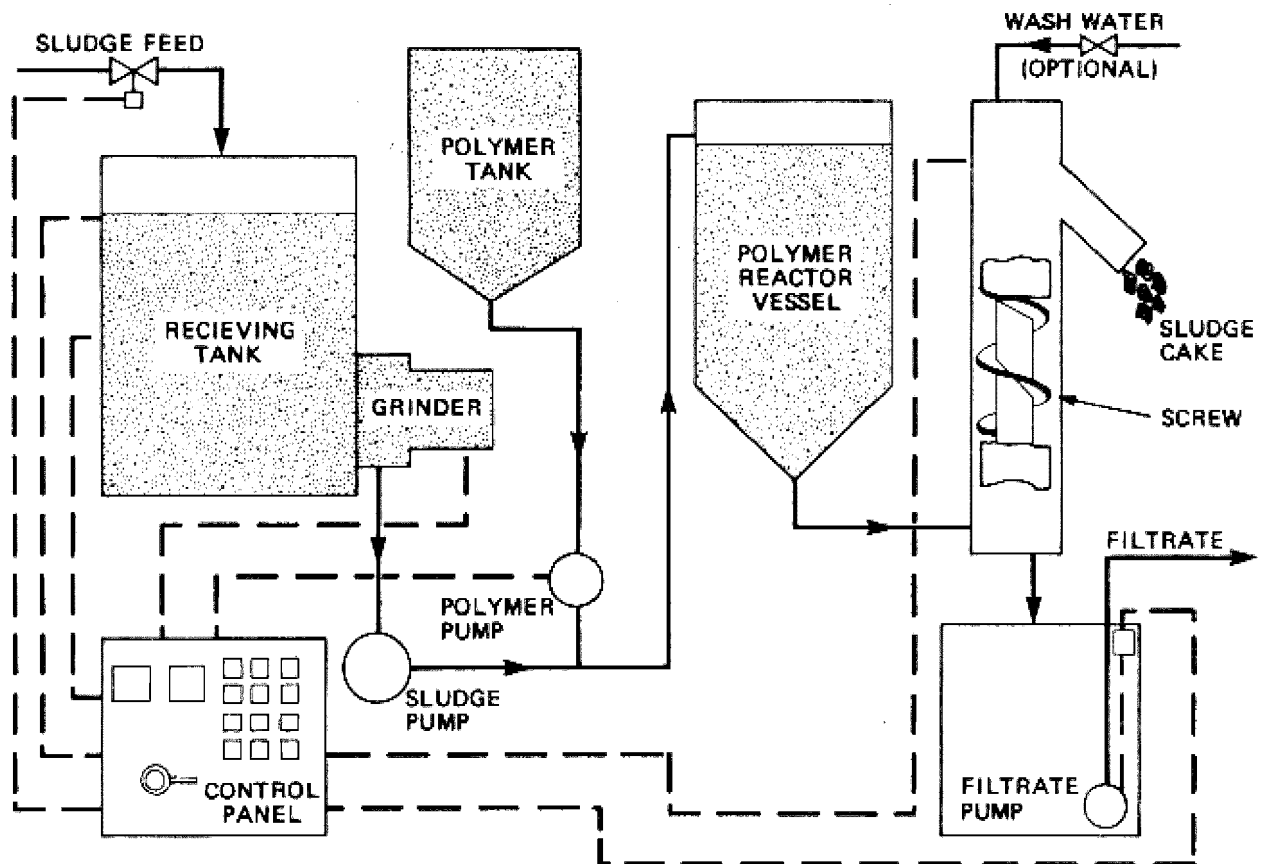 SLUDGE FEED
POLYMER
TANK
WASH WATER
(OPTIONAL)
RECIEVING
TANK
GRINDER
POLYMER
REACTOR
VESSEL
SLUDGE
CAKE
SCREW
POLYMER
PUMP
SLUDGE
PUMP
FILTRATE
CONTROL
PANEL
FILTRATE
PUMP